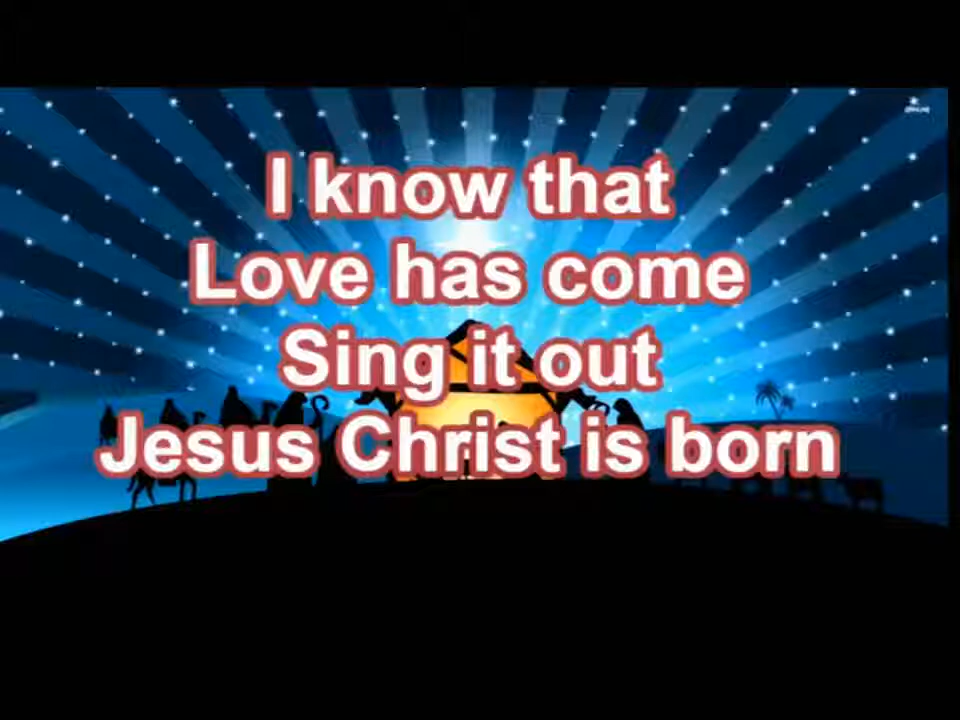 I know that
Love has come
Sing it out
Jesus Christ is born